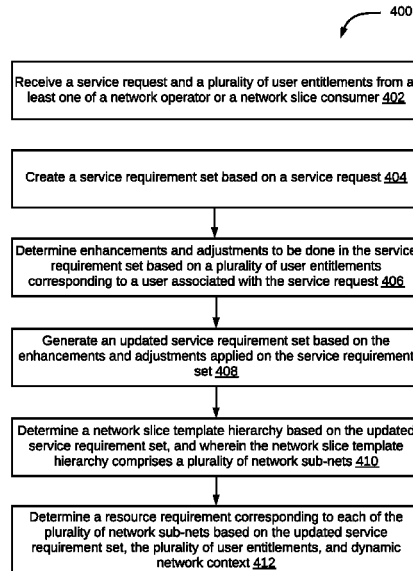 400
Receive a service request and a plurality of user entitlements from a
least one of a network operator or a network slice consumer 402
Create a service requirement set based on a service request 404
Determine enhancements and adjustments to be done in the service
requirement set based on a plurality of user entitlements
corresponding to a user associated with the service request 406
Generate an updated service requirement set based on the
enhancements and adjustments applied on the service requirement
set 408
Determine a network slice template hierarchy based on the updated
service requirement set, and wherein the network slice template
hierarchy comprises a plurality of network sub-nets 410
Determine a resource requirement corresponding to each of the
plurality of network sub-nets based on the updated service
requirement set, the plurality of user entitlements, and dynamic
network context 412